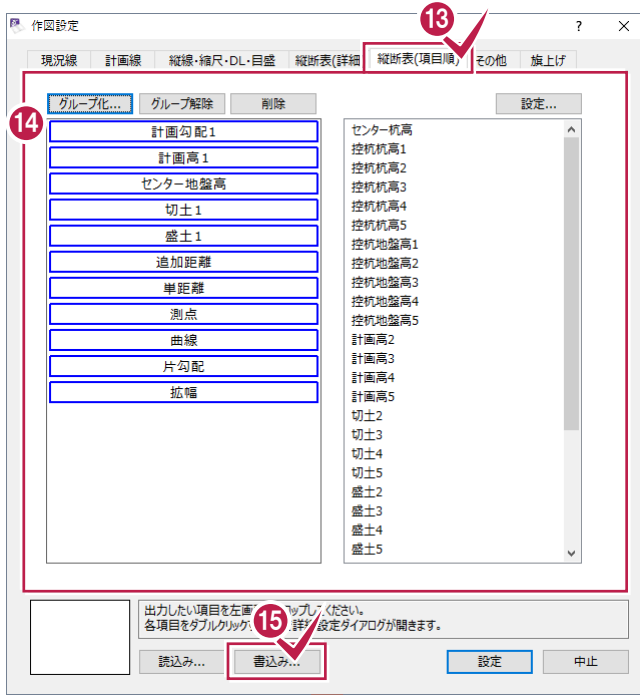 作図設定
?
13
現況線 計画線 縦線・縮尺・DL・目盛 縦断表(詳細 縦断表(項目順) その他 旗上げ
14
グループ化... グループ解除 削除 設定...
計画勾配1
計画高1
センター地盤高
切土1
盛土1
追加距離
単距離
測点
曲線
片勾配
拡幅
センター杭高
控杭杭高1
控杭杭高2
控杭杭高3
控杭杭高4
控杭杭高5
控杭地盤高1
控杭地盤高2
控杭地盤高3
控杭地盤高4
控杭地盤高5
計画高2
計画高3
計画高4
計画高5
切土2
切土3
切土4
切土5
盛土2
盛土3
盛土4
盛土5
出力したい項目を左画 ップしてください。
各項目をダブルクリック 詳細設定ダイアログが開きます。
15
読込み... 書込み... 設定 中止